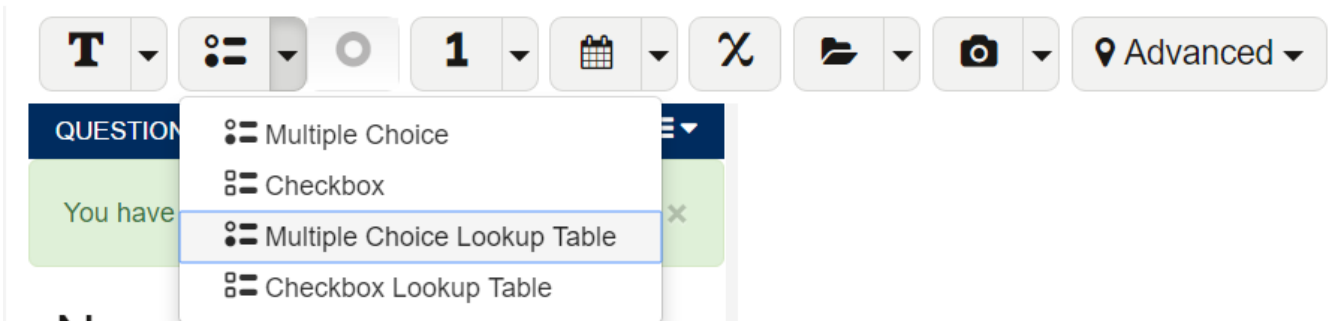 T 1 Advanced
QUESTION
Multiple Choice
Checkbox
You have
Multiple Choice Lookup Table
Checkbox Lookup Table